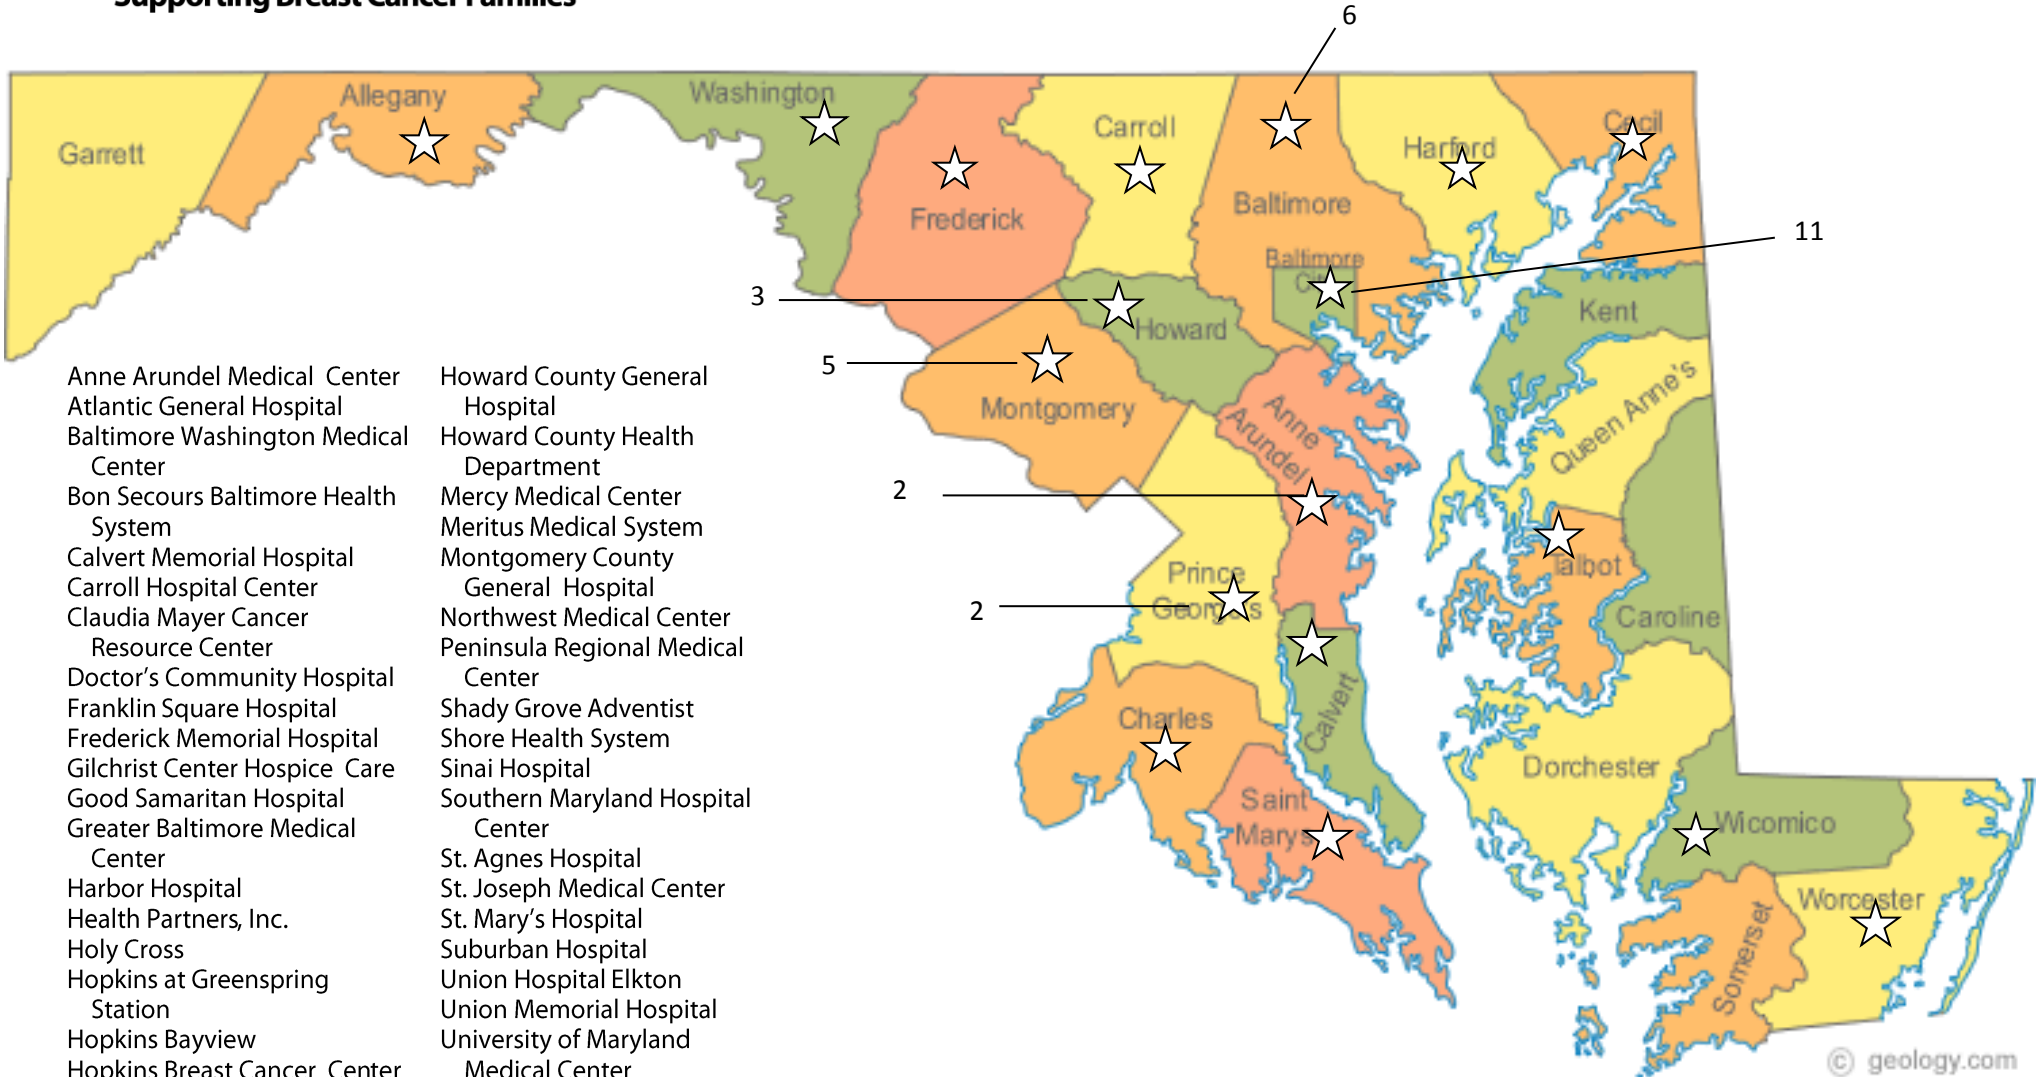 Supporting Breast Cancer Families
6
Allegany
Washington
Garrett
Carroll
Cecil
Harford
Frederick
Baltimore
11
Baltimore
City
3
Howard
Kent
5
Montgomery
Anne
Arundel
Queen Anne's
2
Prince
George's
2
Talbot
Caroline
Charles
Calvert
Dorchester
Saint
Marys
Wicomico
Worcester
Somerset
Anne Arundel Medical Center
Atlantic General Hospital
Baltimore Washington Medical
Center
Bon Secours Baltimore Health
System
Calvert Memorial Hospital
Carroll Hospital Center
Claudia Mayer Cancer
Resource Center
Doctor's Community Hospital
Franklin Square Hospital
Frederick Memorial Hospital
Gilchrist Center Hospice Care
Good Samaritan Hospital
Greater Baltimore Medical
Center
Harbor Hospital
Health Partners, Inc.
Holy Cross
Hopkins at Greenspring
Station
Hopkins Bayview
Hopkins Breast Cancer Center
Howard County General
Hospital
Howard County Health
Department
Mercy Medical Center
Meritus Medical System
Montgomery County
General Hospital
Northwest Medical Center
Peninsula Regional Medical
Center
Shady Grove Adventist
Shore Health System
Sinai Hospital
Southern Maryland Hospital
Center
St. Agnes Hospital
St. Joseph Medical Center
St. Mary's Hospital
Suburban Hospital
Union Hospital Elkton
Union Memorial Hospital
University of Maryland
Medical Center
© geology.com